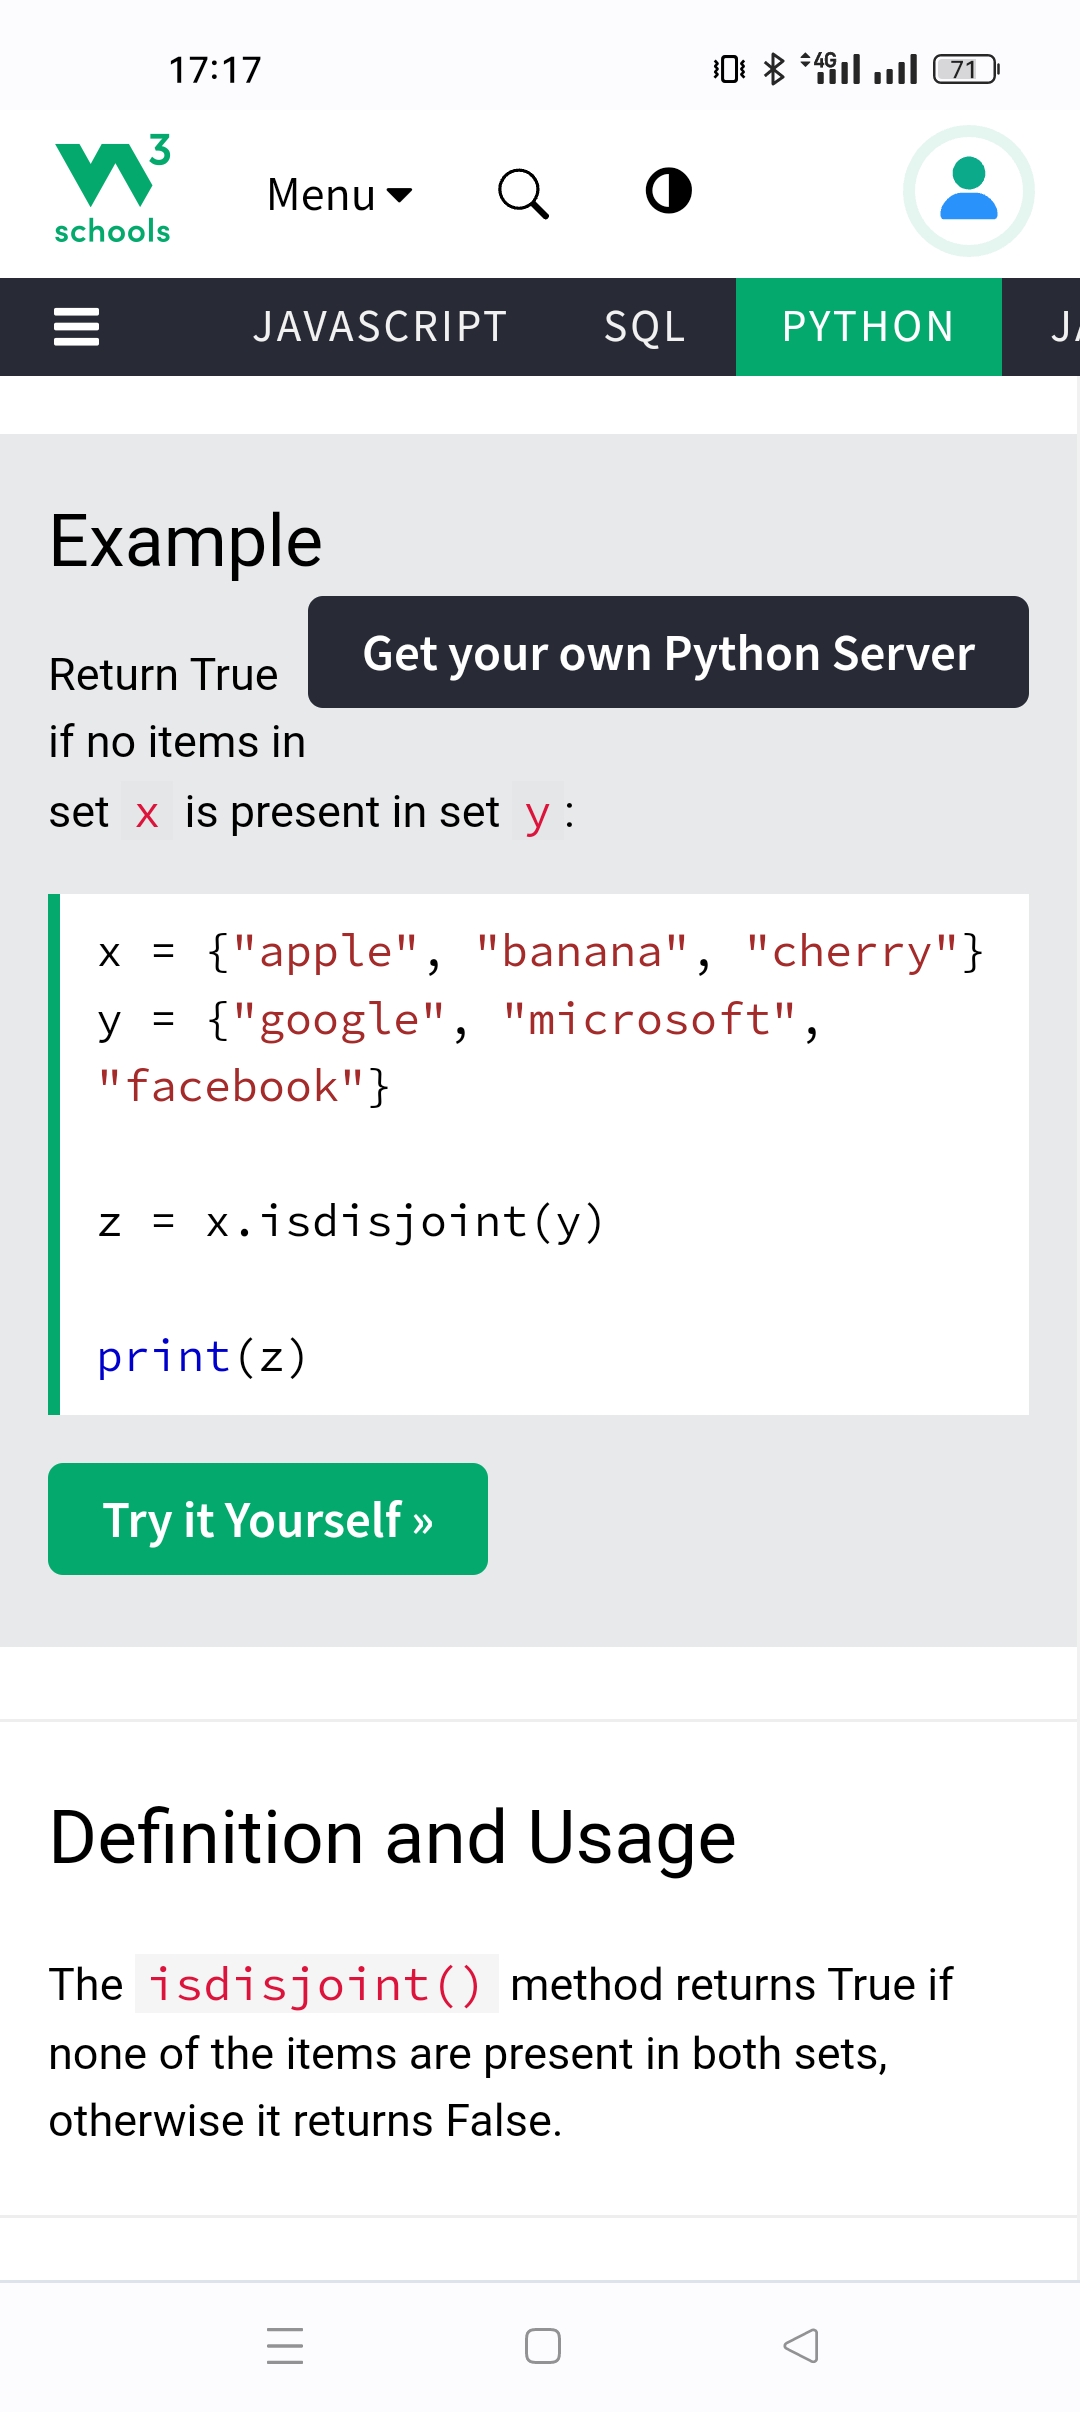 17:17
4G
71
W3
schools
Menu
JAVASCRIPT SQL PYTHON JA
Example
Get your own Python Server
Return True
if no items in
set x is present in set y:
x = {"apple", "banana", "cherry"}
y = {"google", "microsoft",
"facebook"}
z = x.isdisjoint(y)
print(z)
Try it Yourself »
Definition and Usage
The isdisjoint() method returns True if
none of the items are present in both sets,
otherwise it returns False.